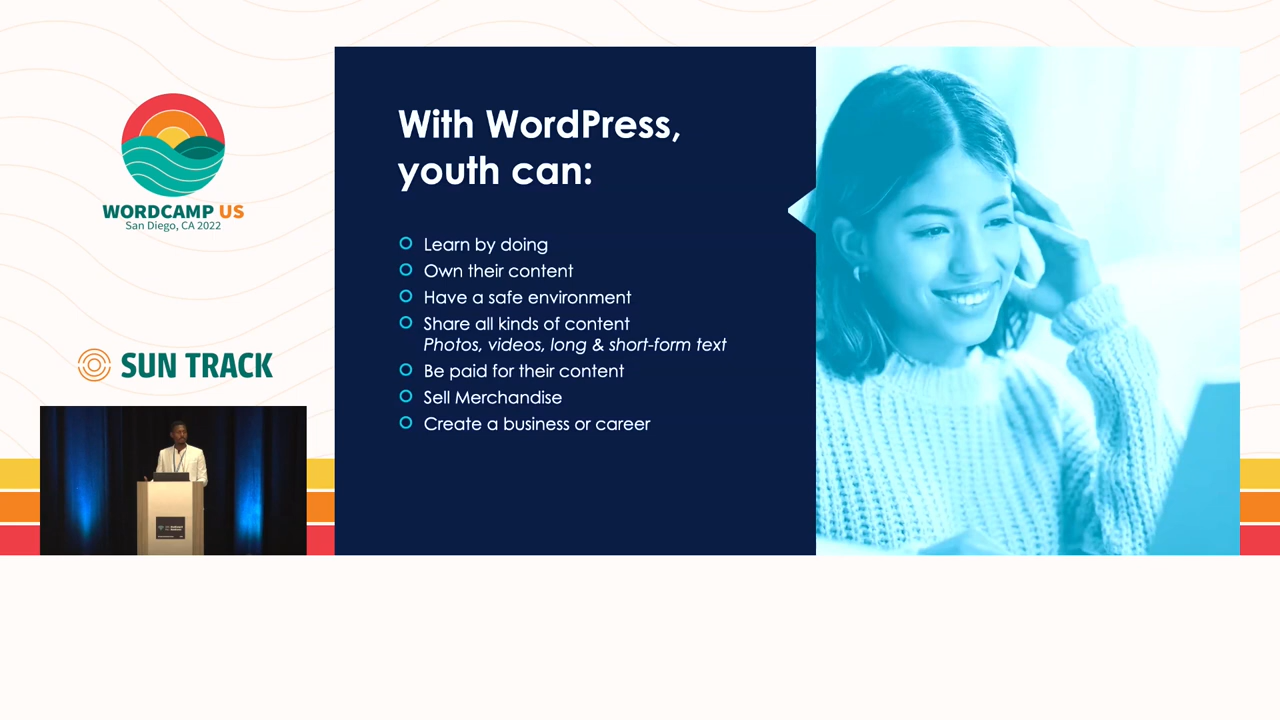 WORDCAMP US
San Diego, CA 2022
SUN TRACK
With WordPress,
youth can:
Learn by doing
Own their content
Have a safe environment
Share all kinds of content
Photos, videos, long & short-form text
Be paid for their content
Sell Merchandise
Create a business or career